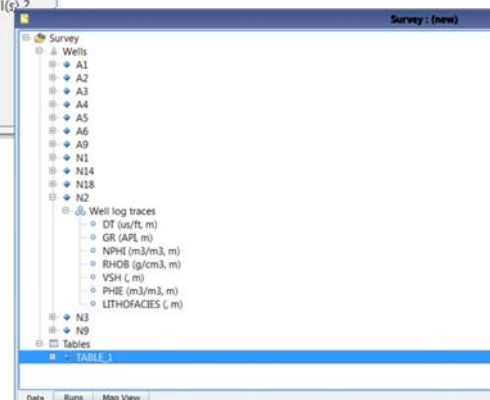 l(s) ?
Survey : (new)
Survey
Wells
A1
A2
A3
A4
A5
A6
A9
N1
N14
N18
N2
Well log traces
DT (us/ft, m)
GR (API, m)
NPHI (m3/m3, m)
RHOB (g/cm3, m)
VSH (, m)
PHIE (m3/m3, m)
LITHOFACIES (, m)
N3
N9
Tables
TABLE_1
Data Runs Map View